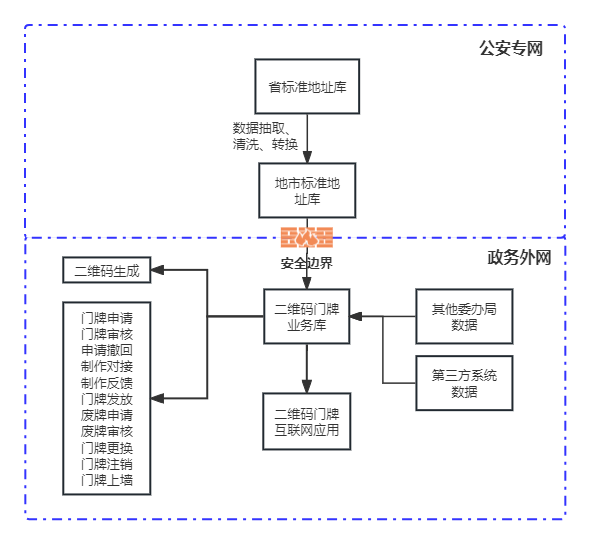 公安专网
省标准地址库
数据抽取、
清洗、转换
地市标准地
址库
政务外网
安全边界
二维码生成
二维码门牌
业务库
其他委办局
数据
门牌申请
门牌审核
申请撤回
制作对接
制作反馈
门牌发放
废牌申请
废牌审核
门牌更换
门牌注销
门牌上墙
第三方系统
数据
二维码门牌
互联网应用